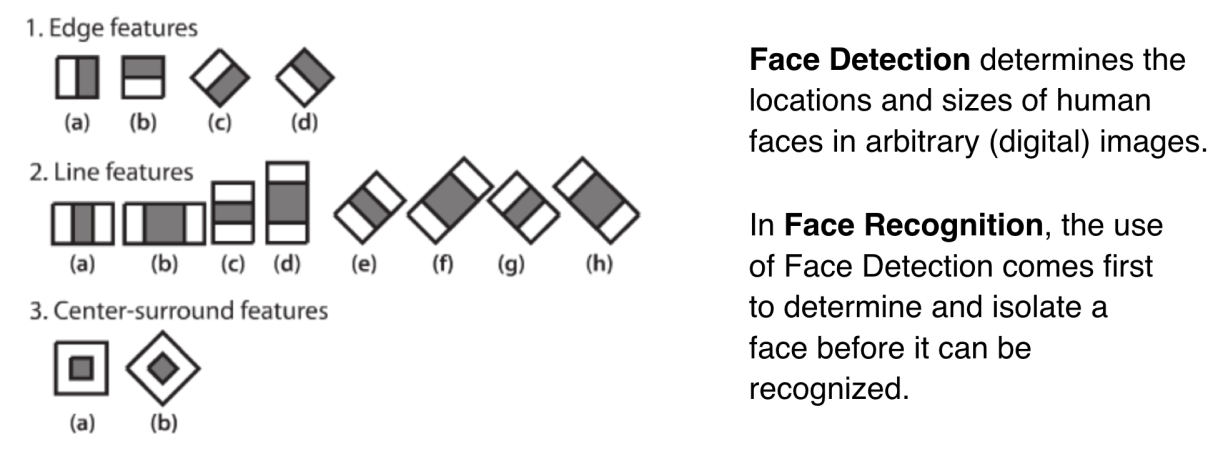 1. Edge features
(a) (b) (c) (d)
2. Line features
(a) (b) (c) (d) (e) (f) (g) (h)
3. Center-surround features
(a) (b)
Face Detection determines the
locations and sizes of human
faces in arbitrary (digital) images.
In Face Recognition, the use
of Face Detection comes first
to determine and isolate a
face before it can be
recognized.